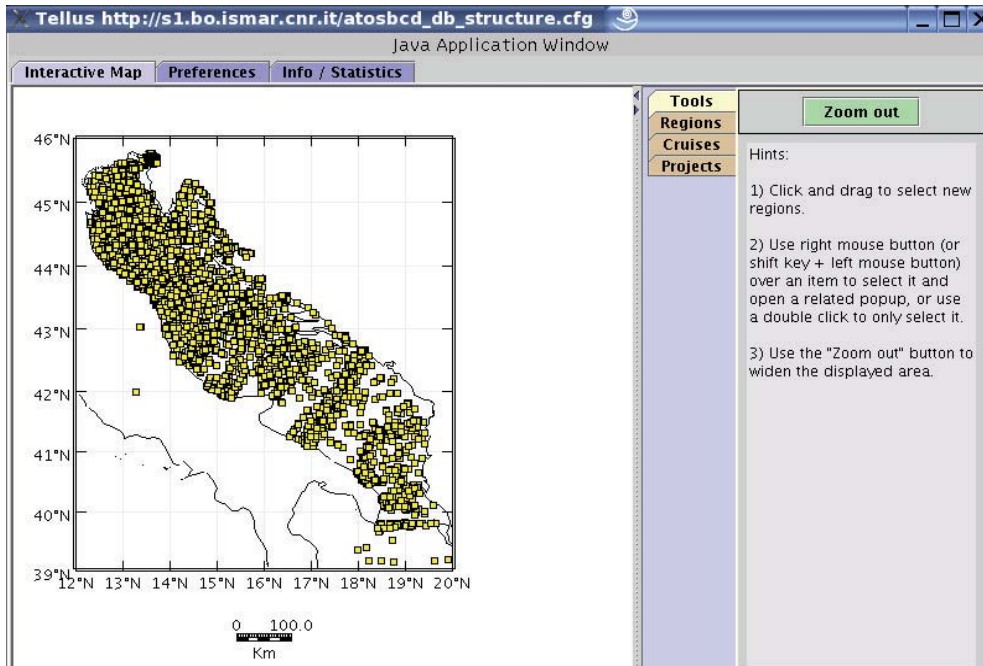 Tellus http://s1.bo.ismar.cnr.it/atosbcd_db_structure.cfg
Java Application Window
Interactive Map Preferences Info / Statistics
Tools
Regions
Cruises
Projects
Zoom out
Hints:
1) Click and drag to select new
regions.
2) Use right mouse button (or
shift key + left mouse button)
over an item to select it and
open a related popup, or use
a double click to only select it.
3) Use the "Zoom out" button to
widen the displayed area.
46°N
45°N
44°N
43°N
42°N
41°N
40°N
39°N
12°N 13°N 14°N 15°N 16°N 17°N 18°N 19°N 20°N
0 100.0
Km